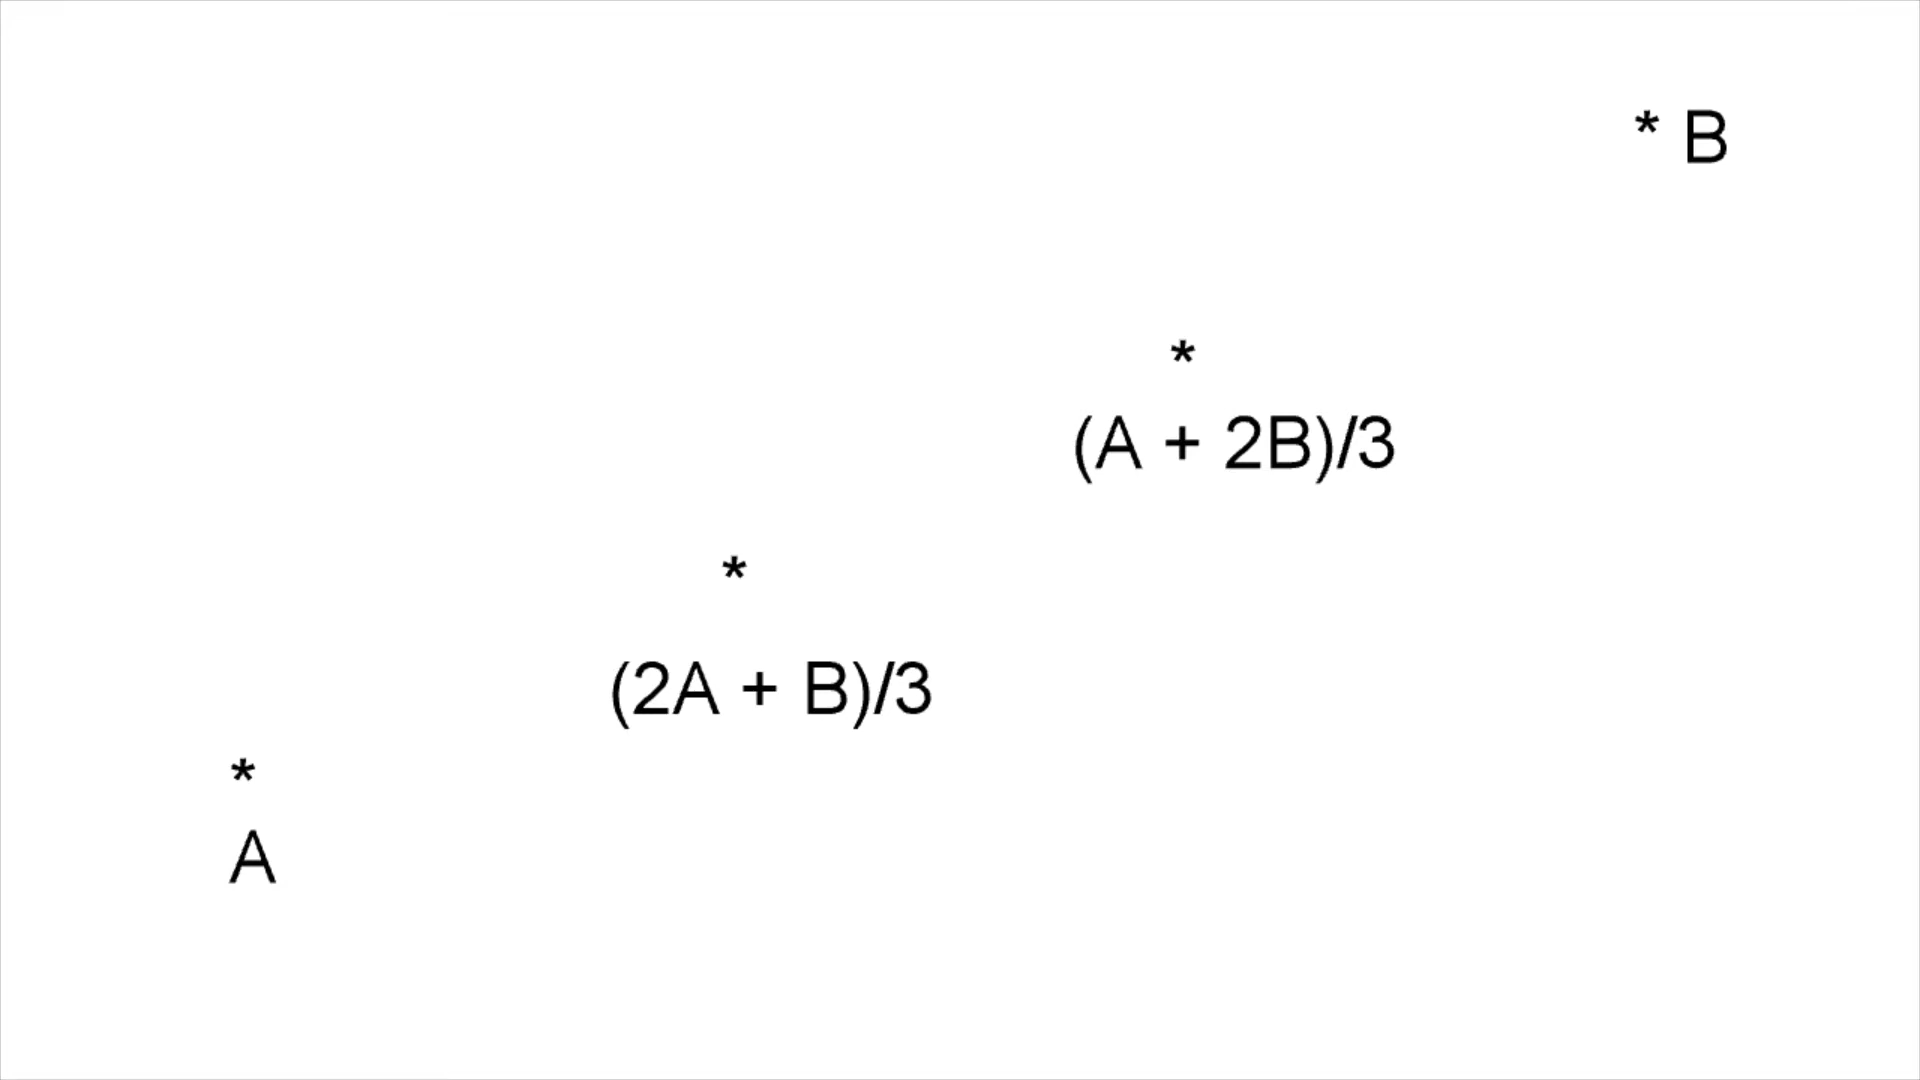 * B
*
(A + 2B)/3
*
(2A + B)/3
*
A